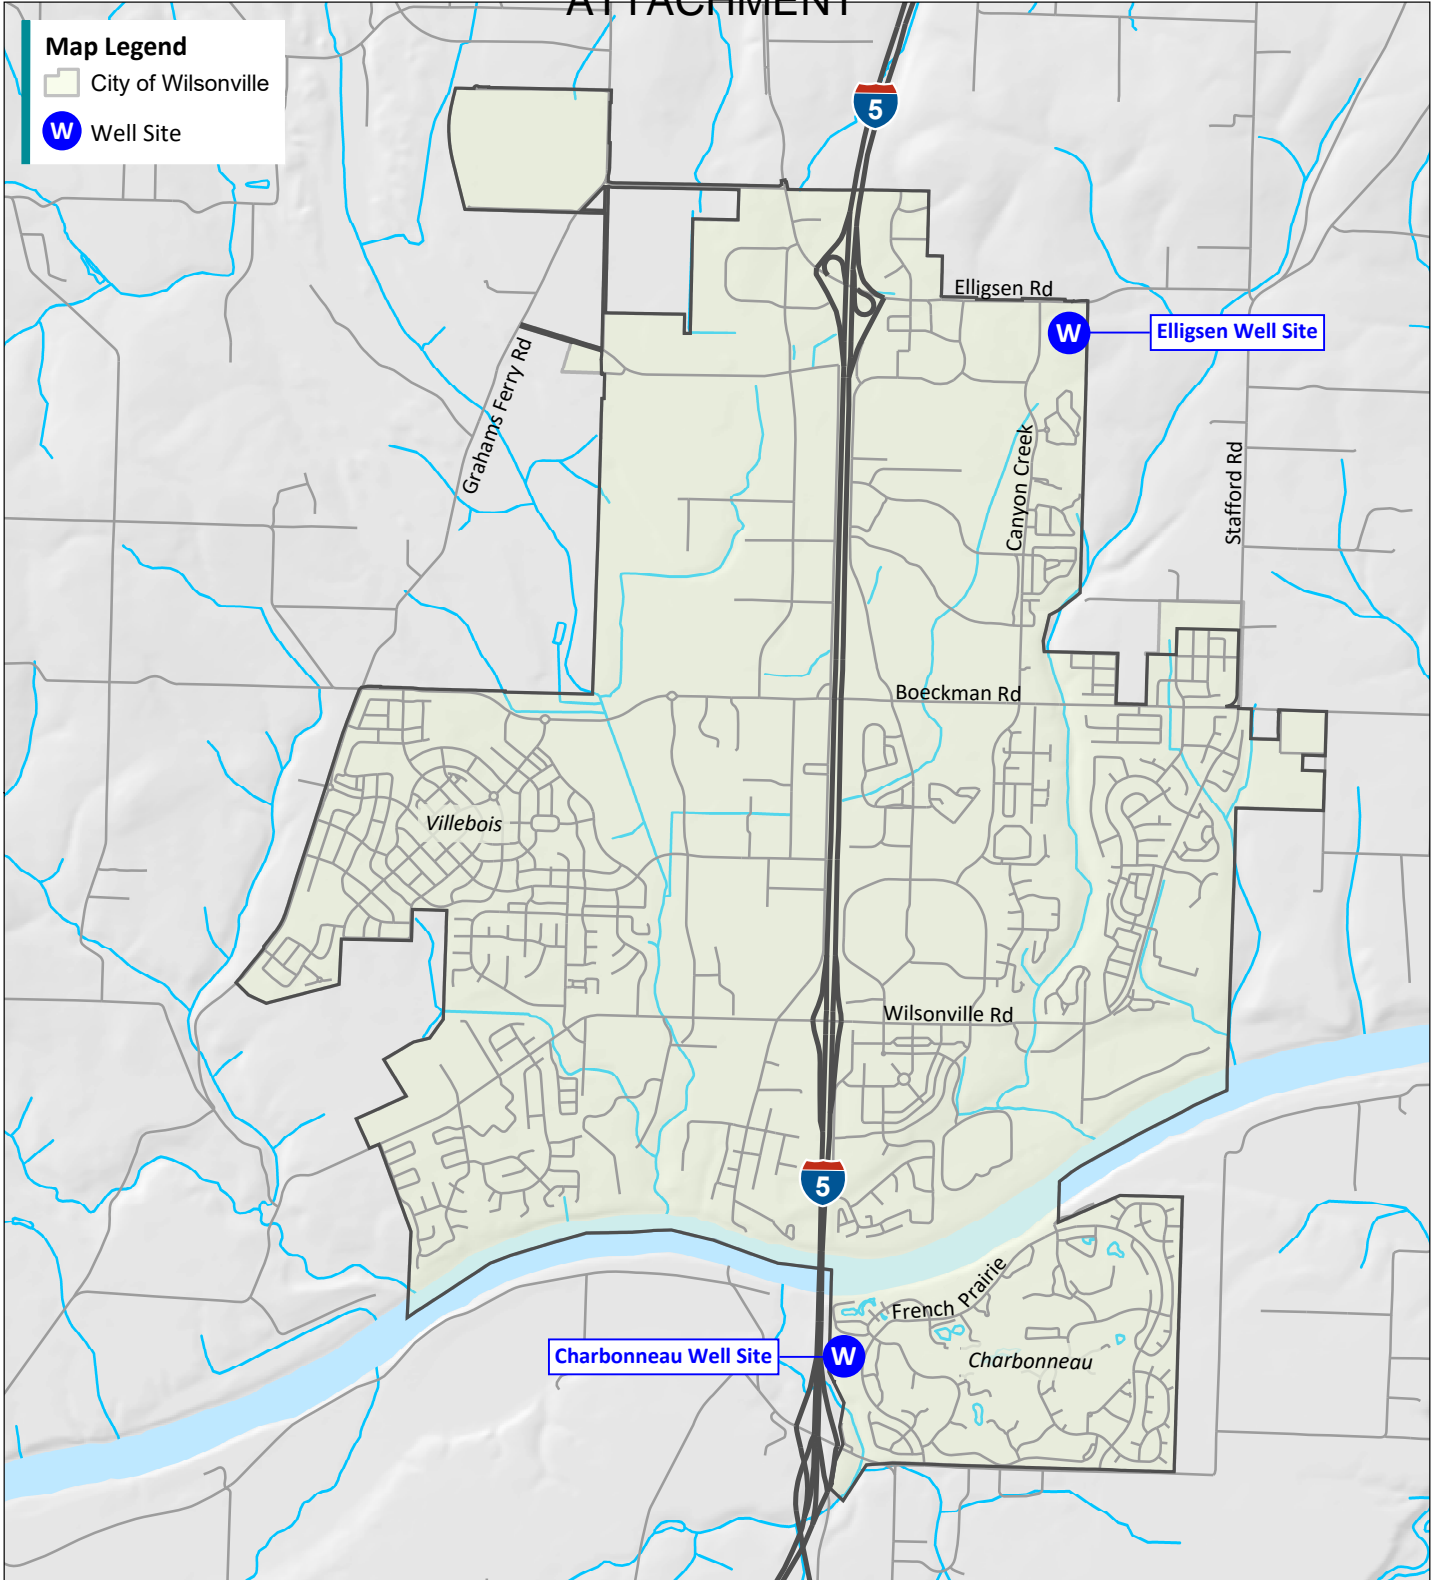 ATTACHMENT
Map Legend
City of Wilsonville
W Well Site
5
Elligsen Rd
W
Elligsen Well Site
Grahams Ferry Rd
Canyon Creek
Stafford Rd
Boeckman Rd
Villebois
Wilsonville Rd
5
French Prairie
Charbonneau Well Site
W
Charbonneau